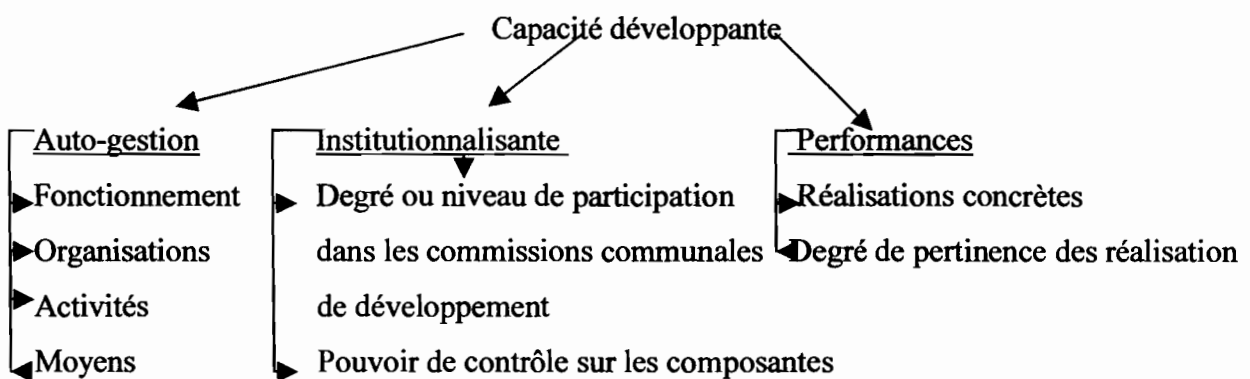 Capacité développante
Auto-gestion
Fonctionnement
Organisations
Activités
Moyens
Institutionnalisante
Degré ou niveau de participation
dans les commissions communales
de développement
Pouvoir de contrôle sur les composantes
Performances
Réalisations concrètes
Degré de pertinence des réalisation